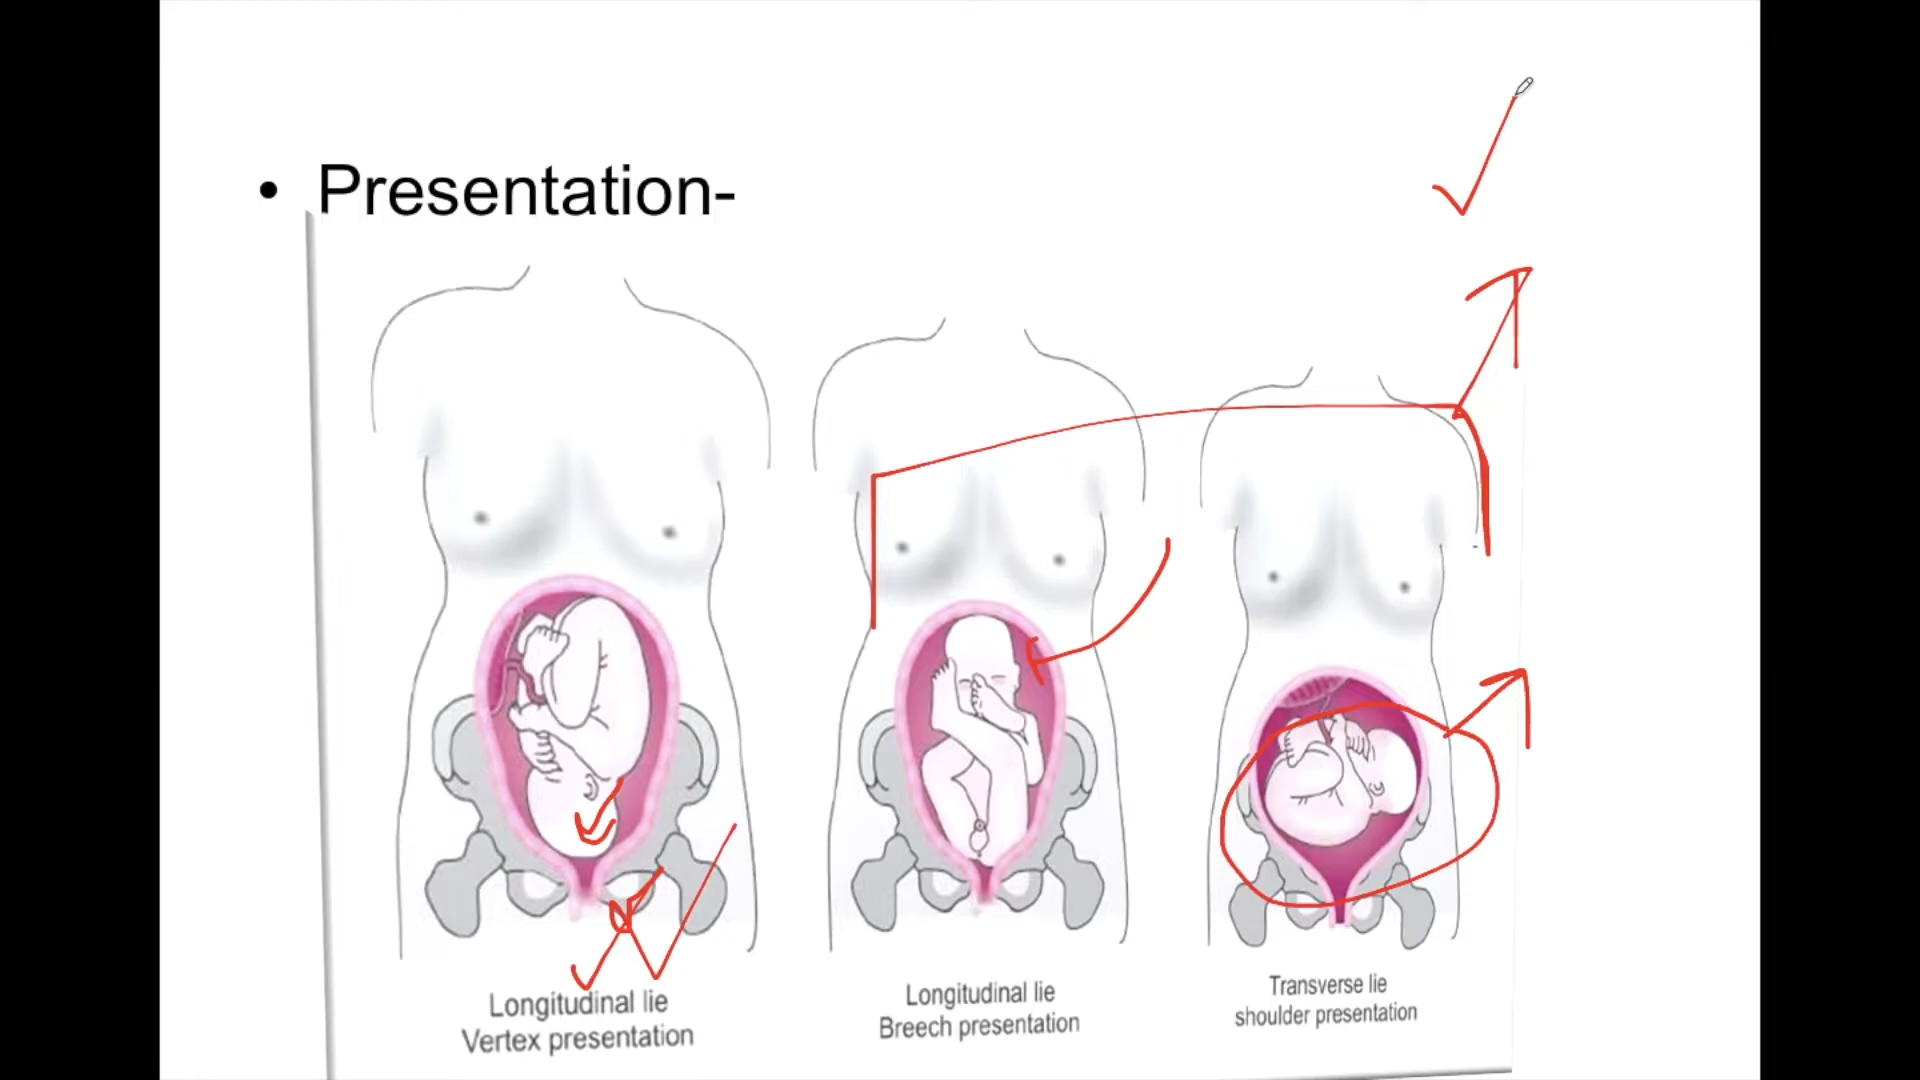 • Presentation-
Longitudinal lie
Vertex presentation
Longitudinal lie
Breech presentation
Transverse lie
shoulder presentation